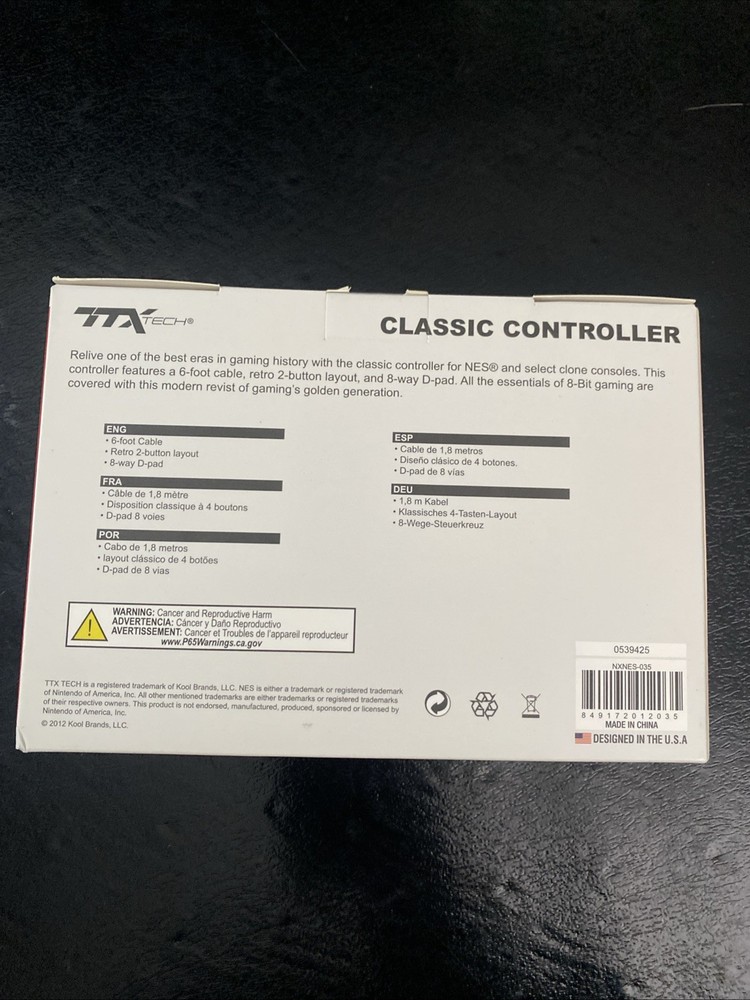 TTX TECH®
CLASSIC CONTROLLER
Relive one of the best eras in gaming history with the classic controller for NES® and select clone consoles. This
controller features a 6-foot cable, retro 2-button layout, and 8-way D-pad. All the essentials of 8-Bit gaming are
covered with this modern revist of gaming's golden generation.
ENG
• 6-foot Cable
• Retro 2-button layout
• 8-way D-pad
FRA
• Câble de 1,8 mètre
• Disposition classique à 4 boutons
• D-pad 8 voies
POR
• Cabo de 1,8 metros
• layout clássico de 4 botões
• D-pad de 8 vias
ESP
• Cable de 1,8 metros
• Diseño clásico de 4 botones.
• D-pad de 8 vías
DEU
• 1,8 m Kabel
• Klassisches 4-Tasten-Layout
• 8-Wege-Steuerkreuz
WARNING: Cancer and Reproductive Harm
ADVERTENCIA: Cáncer y Daño Reproductivo
AVERTISSEMENT: Cancer et Troubles de l'appareil reproducteur
www.P65Warnings.ca.gov
TTX TECH is a registered trademark of Kool Brands, LLC. NES is either a trademark or registered trademark
of Nintendo of America, Inc. All other mentioned trademarks are either trademarks or registered trademarks
of their respective owners. This product is not endorsed, manufactured, produced, sponsored or licensed by
Nintendo of America, Inc.
© 2012 Kool Brands, LLC.
0539425
NXNES-035
849172012035
MADE IN CHINA
DESIGNED IN THE U.S.A